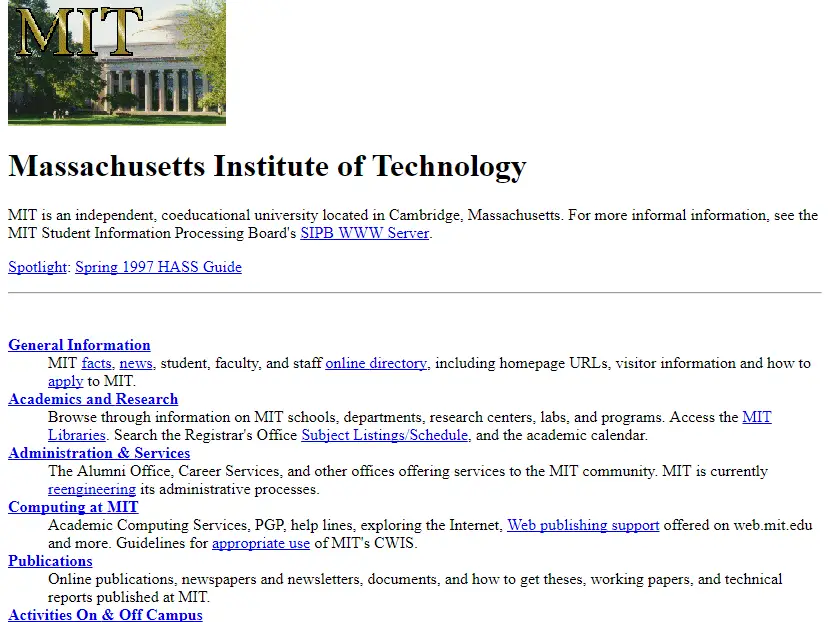 MIT
Massachusetts Institute of Technology
MIT is an independent, coeducational university located in Cambridge, Massachusetts. For more informal information, see the
MIT Student Information Processing Board's SIPB WWW Server.
Spotlight: Spring 1997 HASS Guide
General Information
MIT facts, news, student, faculty, and staff online directory, including homepage URLs, visitor information and how to
apply to MIT.
Academics and Research
Browse through information on MIT schools, departments, research centers, labs, and programs. Access the MIT
Libraries. Search the Registrar's Office Subject Listings/Schedule, and the academic calendar.
Administration & Services
The Alumni Office, Career Services, and other offices offering services to the MIT community. MIT is currently
reengineering its administrative processes.
Computing at MIT
Academic Computing Services, PGP, help lines, exploring the Internet, Web publishing support offered on web.mit.edu
and more. Guidelines for appropriate use of MIT's CWIS.
Publications
Online publications, newspapers and newsletters, documents, and how to get theses, working papers, and technical
reports published at MIT.
Activities On & Off Campus